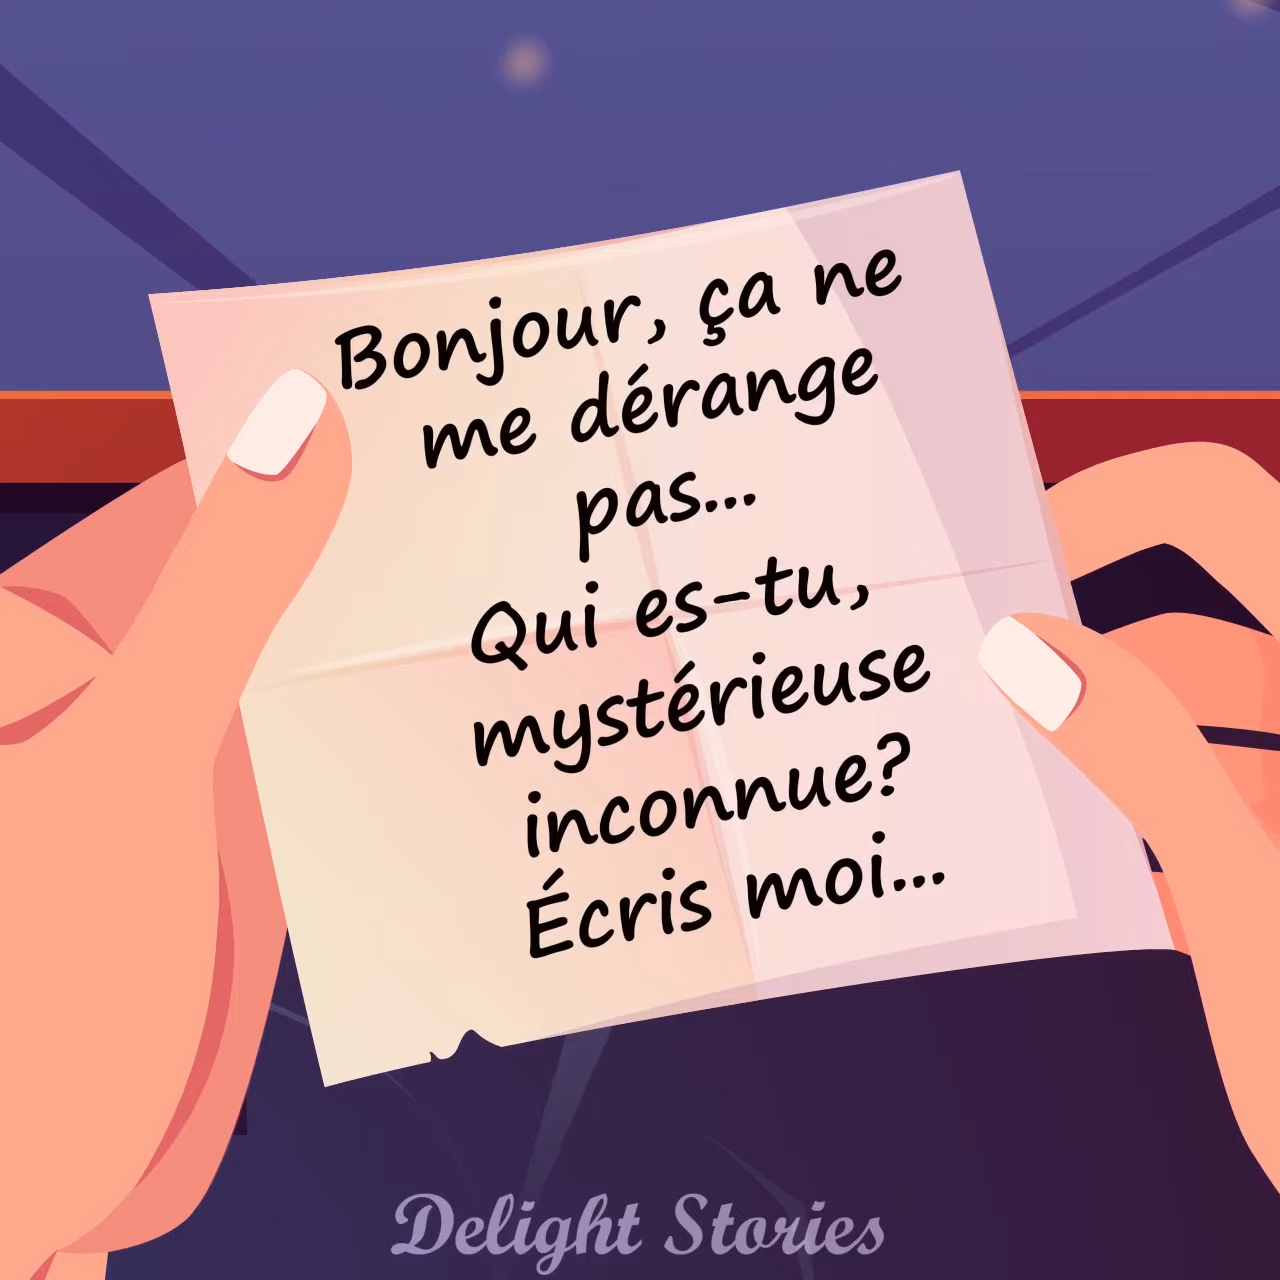 Bonjour, ça ne
me dérange
pas...
Qui es-tu,
mystérieuse
inconnue?
Écris moi...
Delight Stories